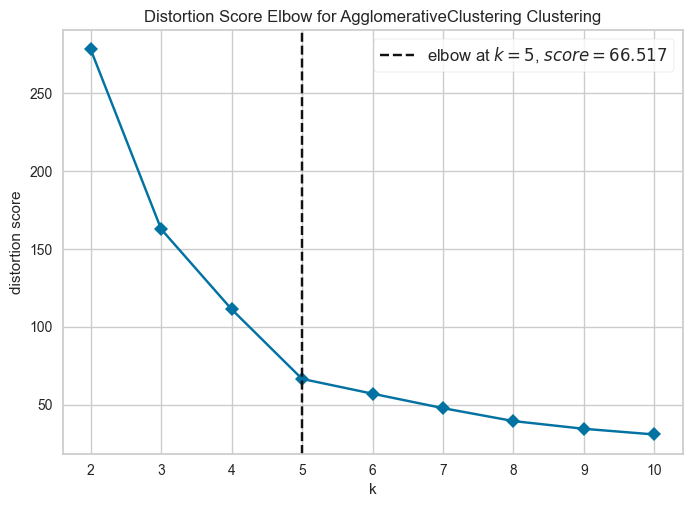 Distortion Score Elbow for AgglomerativeClustering Clustering
elbow at k = 5, score = 66.517
distortion score
250
200
150
100
50
2 3 4 5 6 7 8 9 10
k